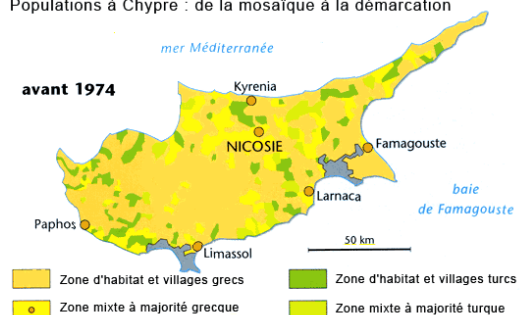 Populations à Chypre : de la mosaïque à la démarcation
mer Méditerranée
avant 1974
Kyrenia
NICOSIE
Famagouste
Larnaca
baie
de Famagouste
Paphos
Limassol
50 km
Zone d'habitat et villages grecs
Zone d'habitat et villages turcs
Zone mixte à majorité grecque
Zone mixte à majorité turque